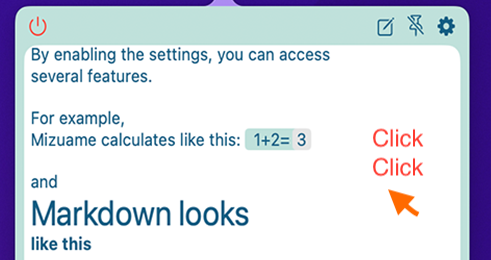 By enabling the settings, you can access
several features.
For example,
Mizuame calculates like this: 1+2= 3
Click
Click
and
Markdown looks
like this